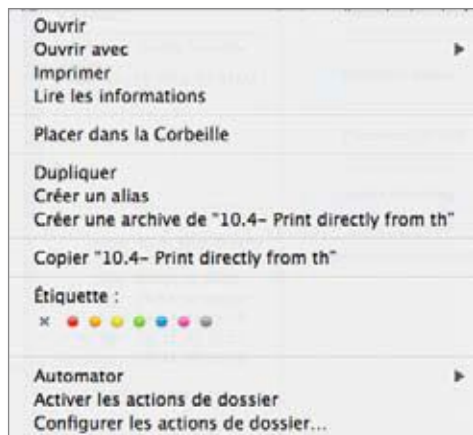 Ouvrir
Ouvrir avec
Imprimer
Lire les informations
Placer dans la Corbeille
Dupliquer
Créer un alias
Créer une archive de "10.4– Print directly from th"
Copier "10.4– Print directly from th"
Étiquette :
Automator
Activer les actions de dossier
Configurer les actions de dossier...